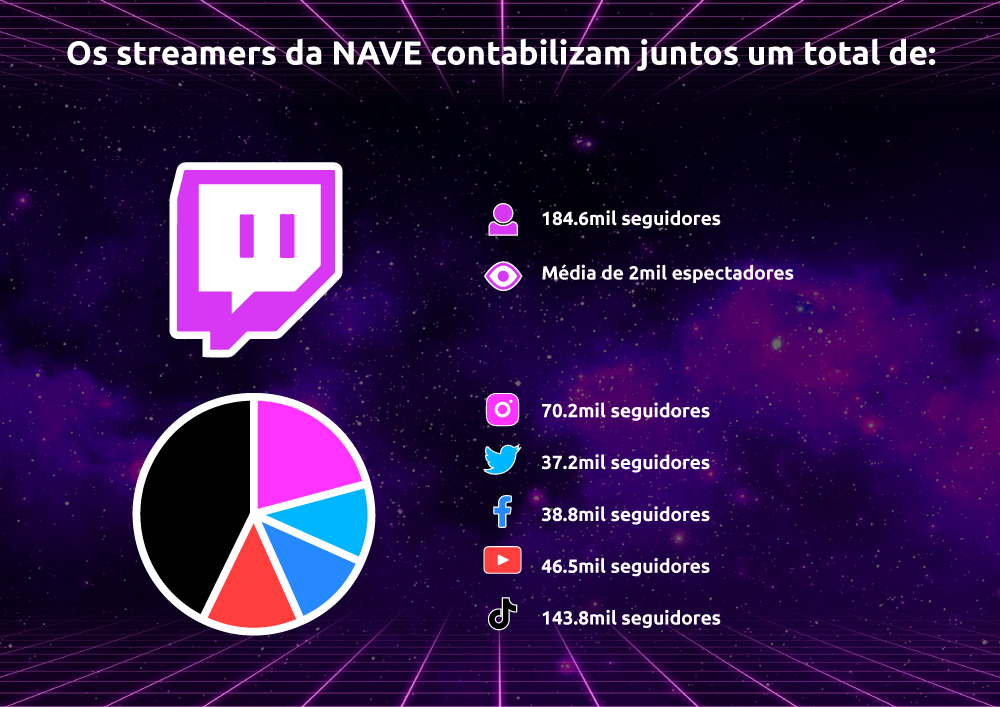 Os streamers da NAVE contabilizam juntos um total de:
184.6mil seguidores
Média de 2mil espectadores
70.2mil seguidores
37.2mil seguidores
38.8mil seguidores
46.5mil seguidores
143.8mil seguidores